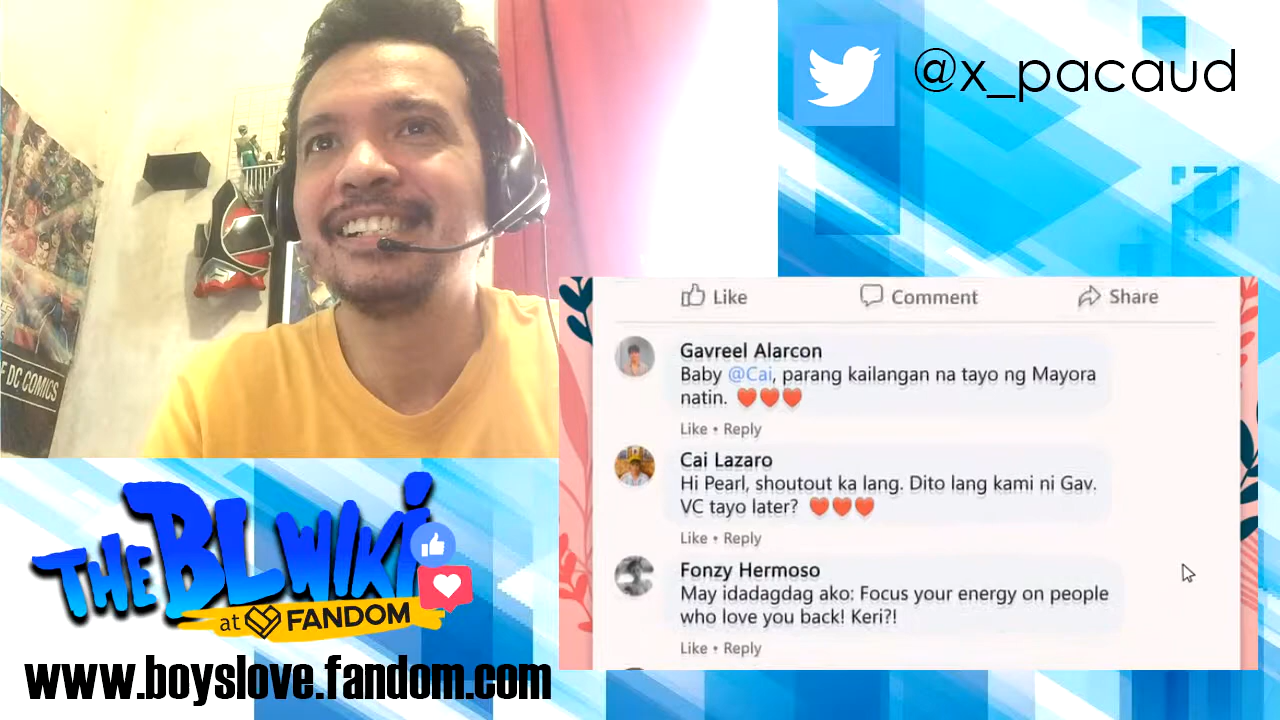 @x_pacaud
OF DC COMICS
Like Comment Share
Gavreel Alarcon
Baby @Cai, parang kailangan na tayo ng Mayora
natin. ❤️❤️❤️
Like • Reply
Cai Lazaro
Hi Pearl, shoutout ka lang. Dito lang kami ni Gav.
VC tayo later? ❤️❤️❤️
Like • Reply
Fonzy Hermoso
May idadagdag ako: Focus your energy on people
who love you back! Keri?!
Like • Reply
THE BL WIKI
at FANDOM
www.boyslove.fandom.com